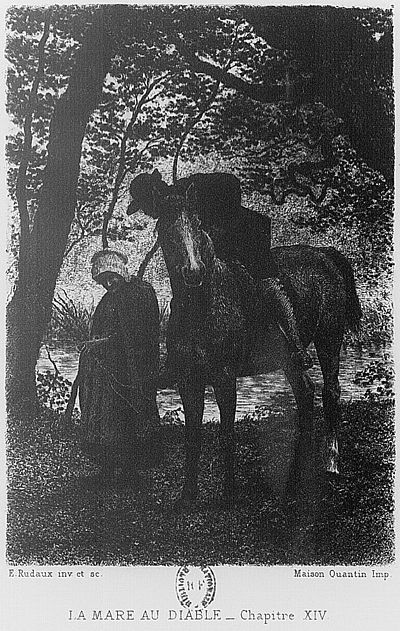 E. Rudaux inv. et sc. Maison Quantin Imp.
LA MARE AU DIABLE _ Chapitre XIV